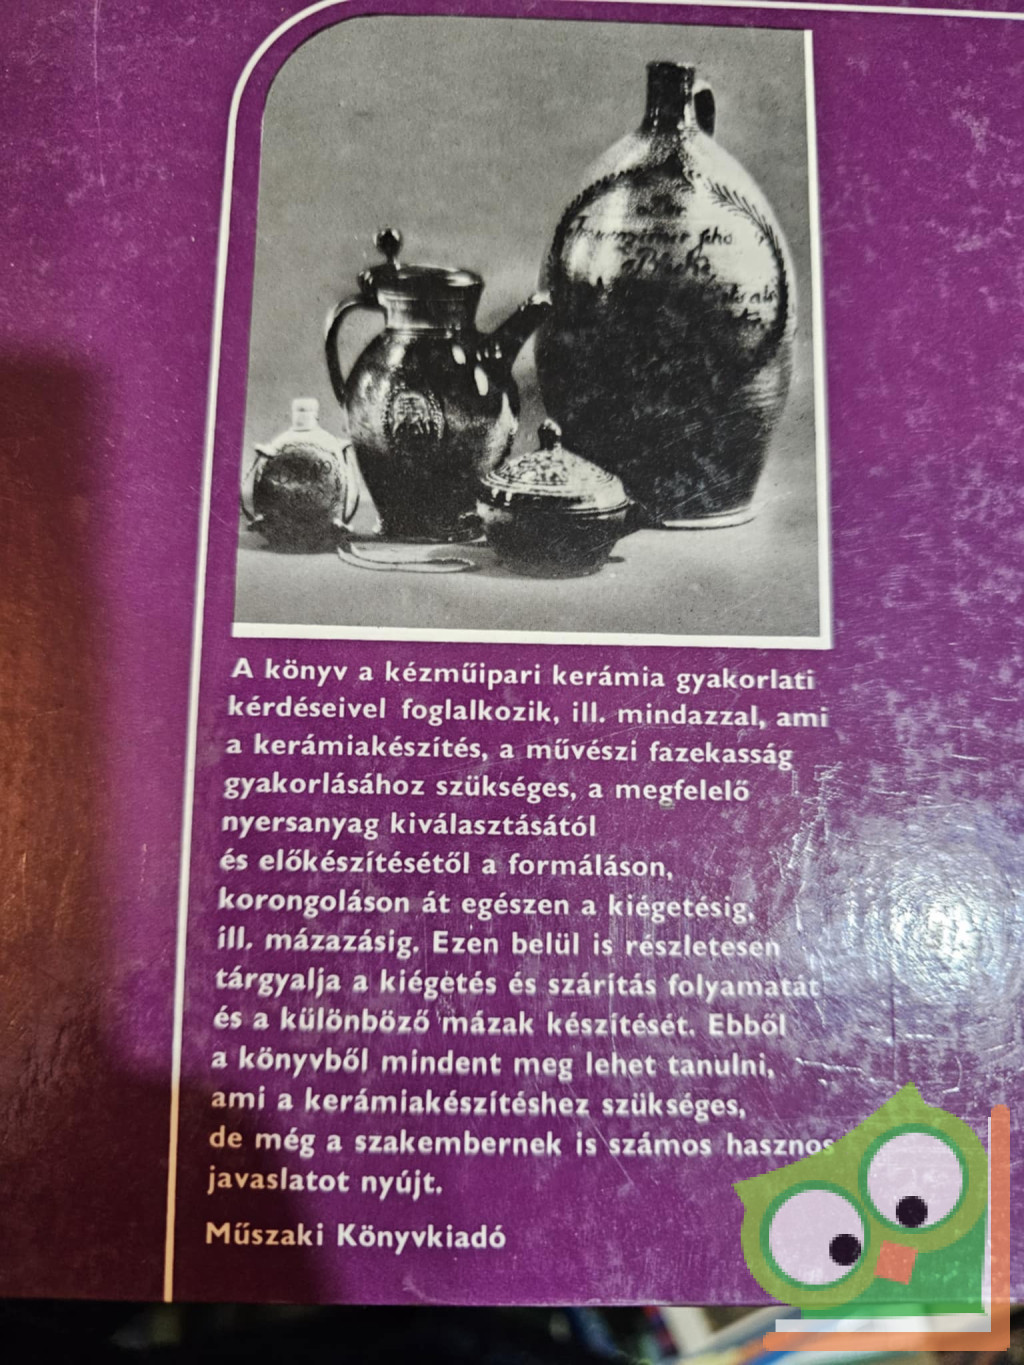 A könyv a kézműipari kerámia gyakorlati
kérdéseivel foglalkozik, ill. mindazzal, ami
a kerámiakészítés, a művészi fazekasság
gyakorlásához szükséges, a megfelelő
nyersanyag kiválasztásától
és előkészítésétől a formáláson,
korongoláson át egészen a kiégetésig,
ill. mázazásig. Ezen belül is részletesen
tárgyalja a kiégetés és szárítás folyamatát
és a különböző mázak készítését. Ebből
a könyvből mindent meg lehet tanulni,
ami a kerámiakészítéshez szükséges,
de még a szakembernek is számos hasznos
javaslatot nyújt.
Műszaki Könyvkiadó